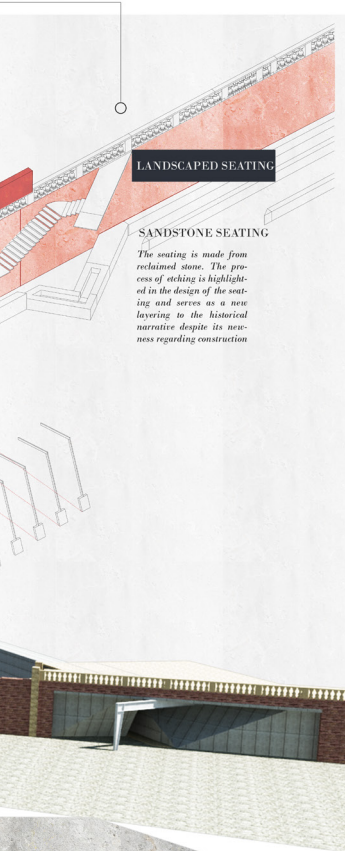 LANDSCAPED SEATING
SANDSTONE SEATING
The seating is made from
reclaimed stone. The pro-
cess of etching is highlight-
ed in the design of the seat-
ing and serves as a new
layering to the historical
narrative despite its new-
ness regarding construction